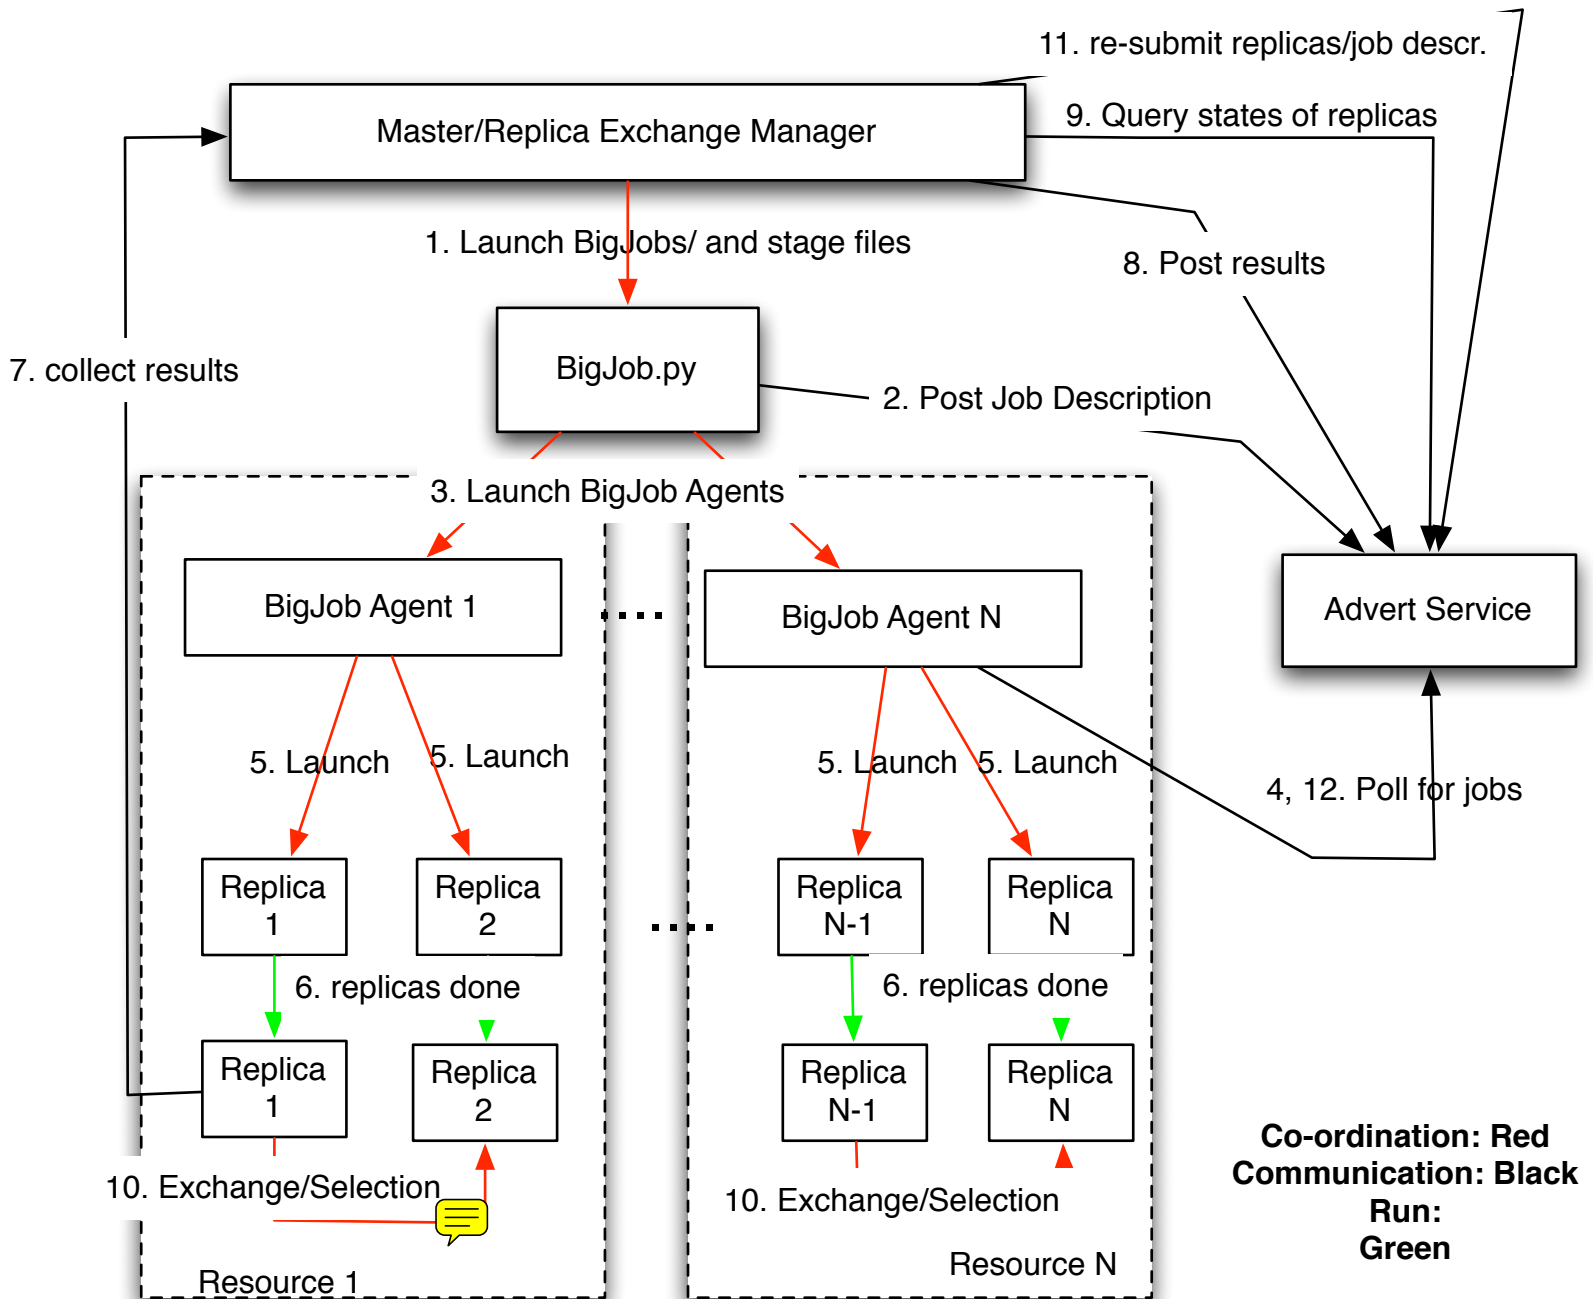 11. re-submit replicas/job descr.
Master/Replica Exchange Manager
9. Query states of replicas
1. Launch BigJobs/ and stage files
8. Post results
7. collect results
BigJob.py
2. Post Job Description
3. Launch BigJob Agents
BigJob Agent 1
BigJob Agent N
Advert Service
5. Launch
5. Launch
5. Launch
5. Launch
4, 12. Poll for jobs
Replica
1
Replica
2
Replica
N-1
Replica
N
6. replicas done
6. replicas done
Replica
1
Replica
2
Replica
N-1
Replica
N
10. Exchange/Selection
10. Exchange/Selection
Co-ordination: Red
Communication: Black
Run:
Green
Resource 1
Resource N